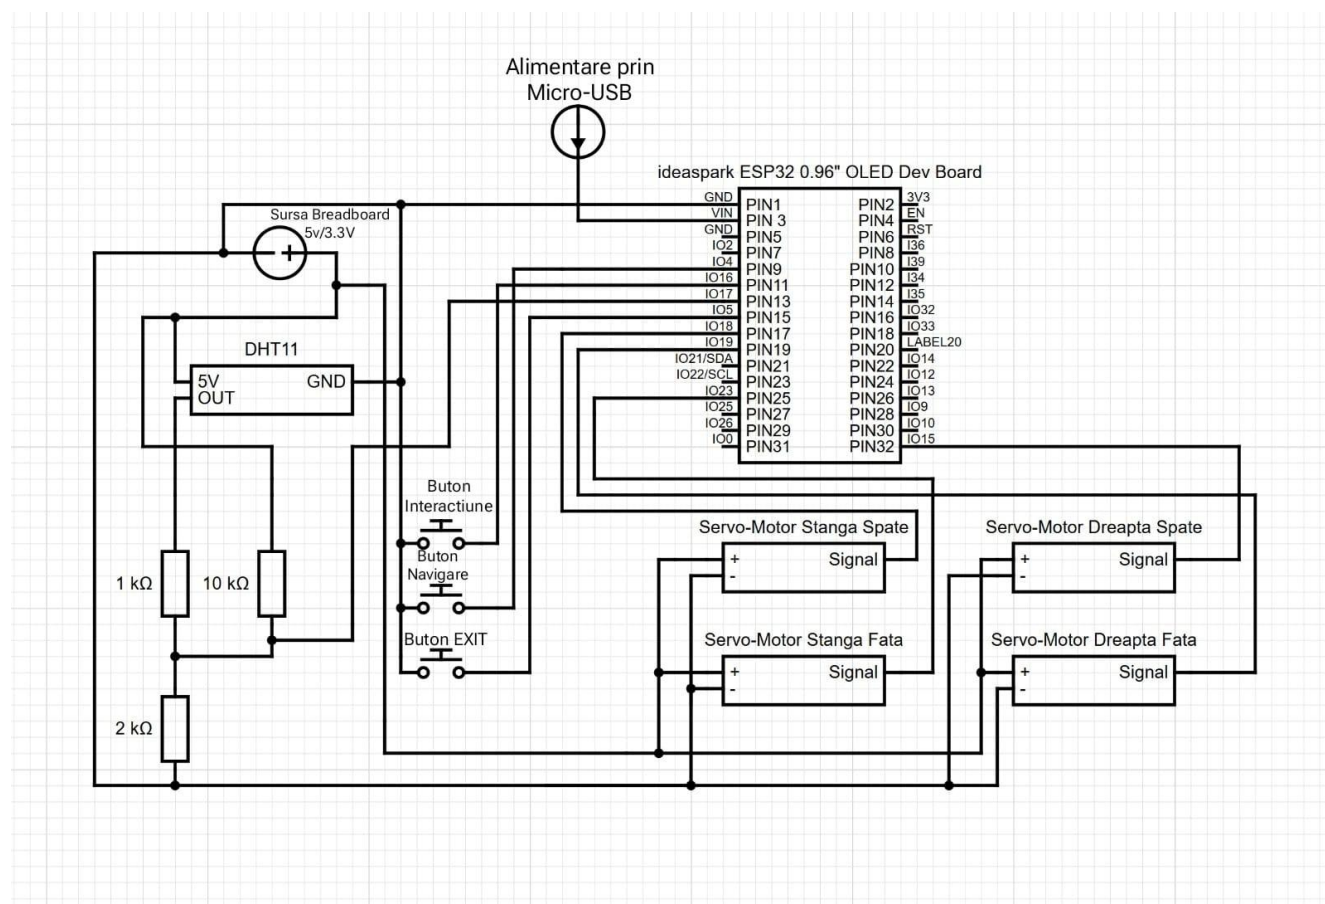 Alimentare prin
Micro-USB
ideaspark ESP32 0.96" OLED Dev Board
GND PIN1 PIN2 3V3
VIN PIN 3 PIN4 EN
GND PIN5 PIN6 RST
IO2 PIN7 PIN8 I36
IO4 PIN9 PIN10 I39
IO16 PIN11 PIN12 I34
IO17 PIN13 PIN14 I35
IO5 PIN15 PIN16 IO32
IO18 PIN17 PIN18 IO33
IO19 PIN19 PIN20 LABEL20
IO21/SDA PIN21 PIN22 IO14
IO22/SCL PIN23 PIN24 IO12
IO23 PIN25 PIN26 IO13
IO25 PIN27 PIN28 IO9
IO26 PIN29 PIN30 IO10
IO0 PIN31 PIN32 IO15
Sursa Breadboard
5v/3.3V
- +
DHT11
5V GND
OUT
1 kΩ
10 kΩ
2 kΩ
Buton
Interactiune
Buton
Navigare
Buton EXIT
Servo-Motor Stanga Spate
+ Signal
-
Servo-Motor Dreapta Spate
+ Signal
-
Servo-Motor Stanga Fata
+ Signal
-
Servo-Motor Dreapta Fata
+ Signal
-